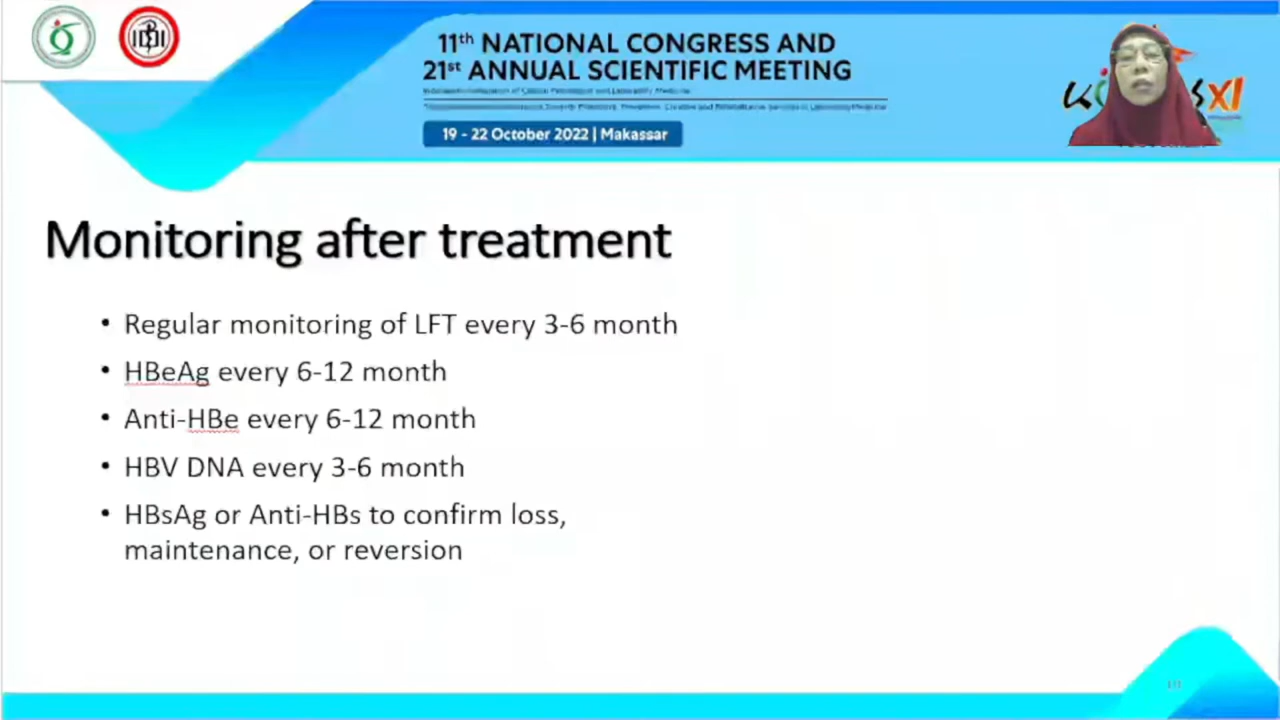 11th NATIONAL CONGRESS AND
21st ANNUAL SCIENTIFIC MEETING
19 - 22 October 2022 | Makassar
XI
Monitoring after treatment
• Regular monitoring of LFT every 3-6 month
• HBeAg every 6-12 month
• Anti-HBe every 6-12 month
• HBV DNA every 3-6 month
• HBsAg or Anti-HBs to confirm loss,
maintenance, or reversion